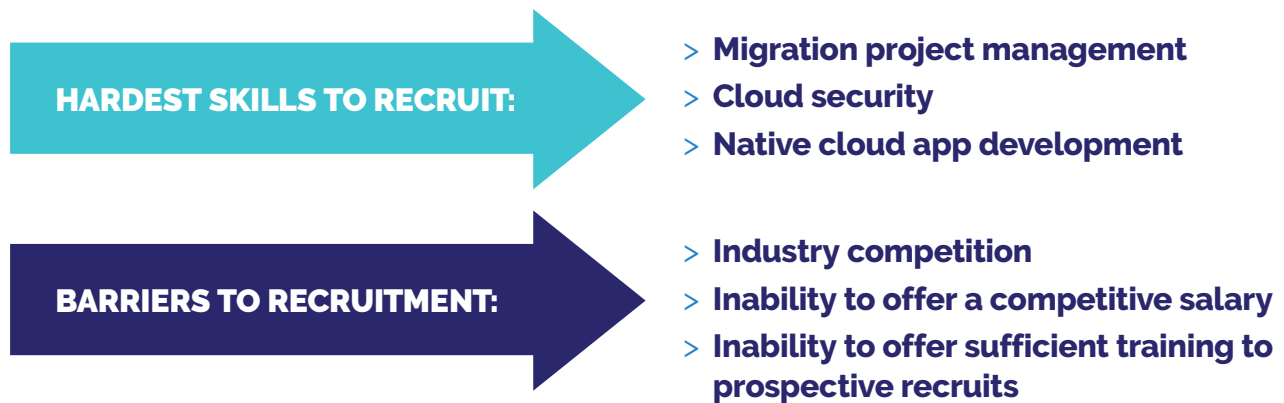 HARDEST SKILLS TO RECRUIT:
> Migration project management
> Cloud security
> Native cloud app development
BARRIERS TO RECRUITMENT:
> Industry competition
> Inability to offer a competitive salary
> Inability to offer sufficient training to
prospective recruits